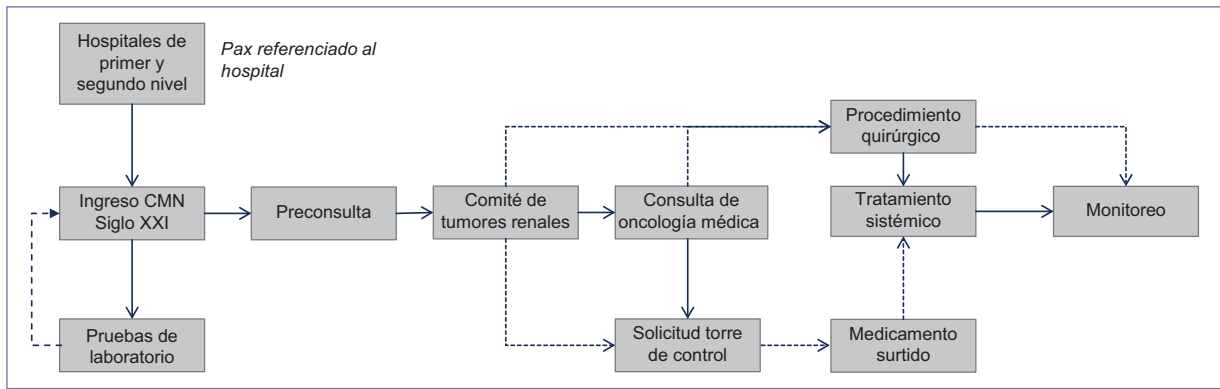 Hospitales de
primer y
segundo nivel
Pax referenciado al
hospital
Procedimiento
quirúrgico
Ingreso CMN
Siglo XXI
Preconsulta
Comité de
tumores renales
Consulta de
oncología médica
Tratamiento
sistémico
Monitoreo
Pruebas de
laboratorio
Solicitud torre
de control
Medicamento
surtido